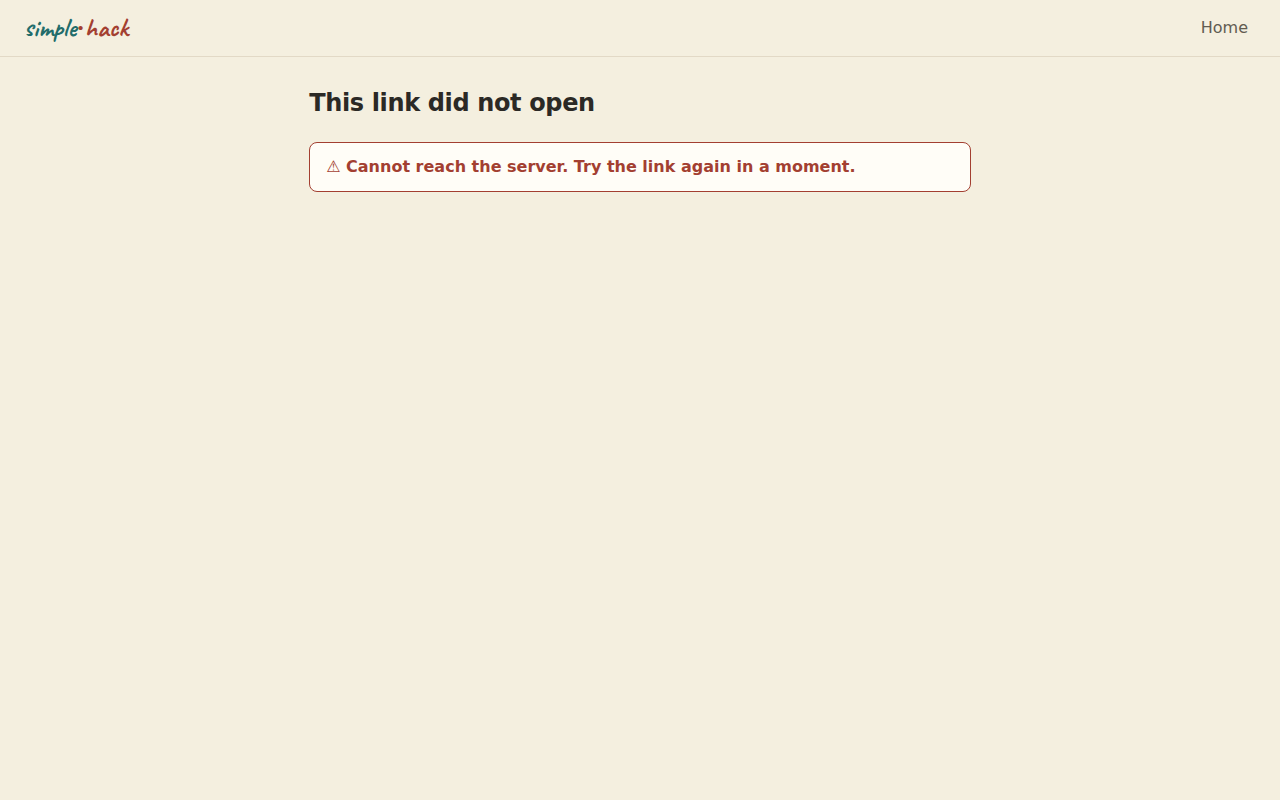 simple·hack
Home
This link did not open
⚠ Cannot reach the server. Try the link again in a moment.